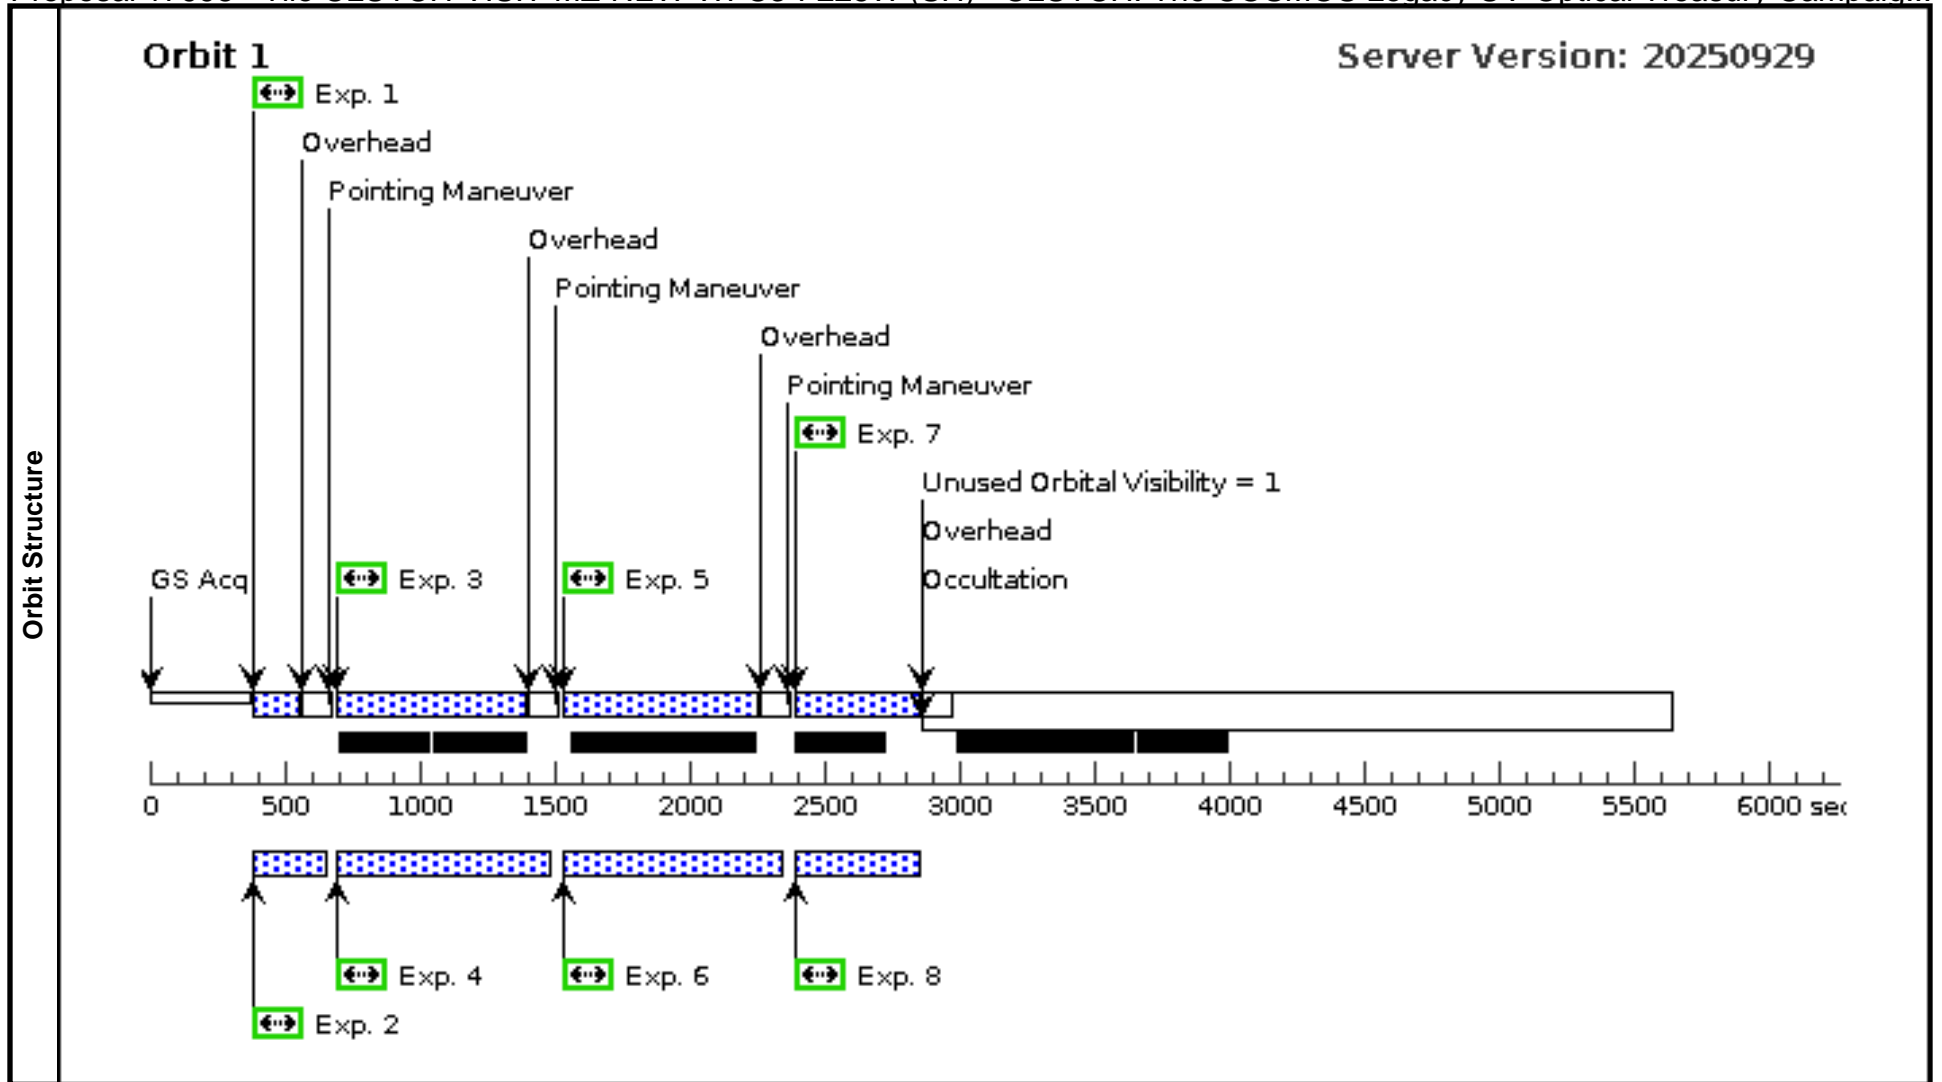 Orbit 1
Server Version: 20250929
Exp. 1
Overhead
Pointing Maneuver
Overhead
Pointing Maneuver
Overhead
Pointing Maneuver
Exp. 7
Unused Orbital Visibility = 1
Overhead
GS Acq
Exp. 3
Exp. 5
Occultation
Orbit Structure
0 500 1000 1500 2000 2500 3000 3500 4000 4500 5000 5500 6000 sec
Exp. 4
Exp. 6
Exp. 8
Exp. 2